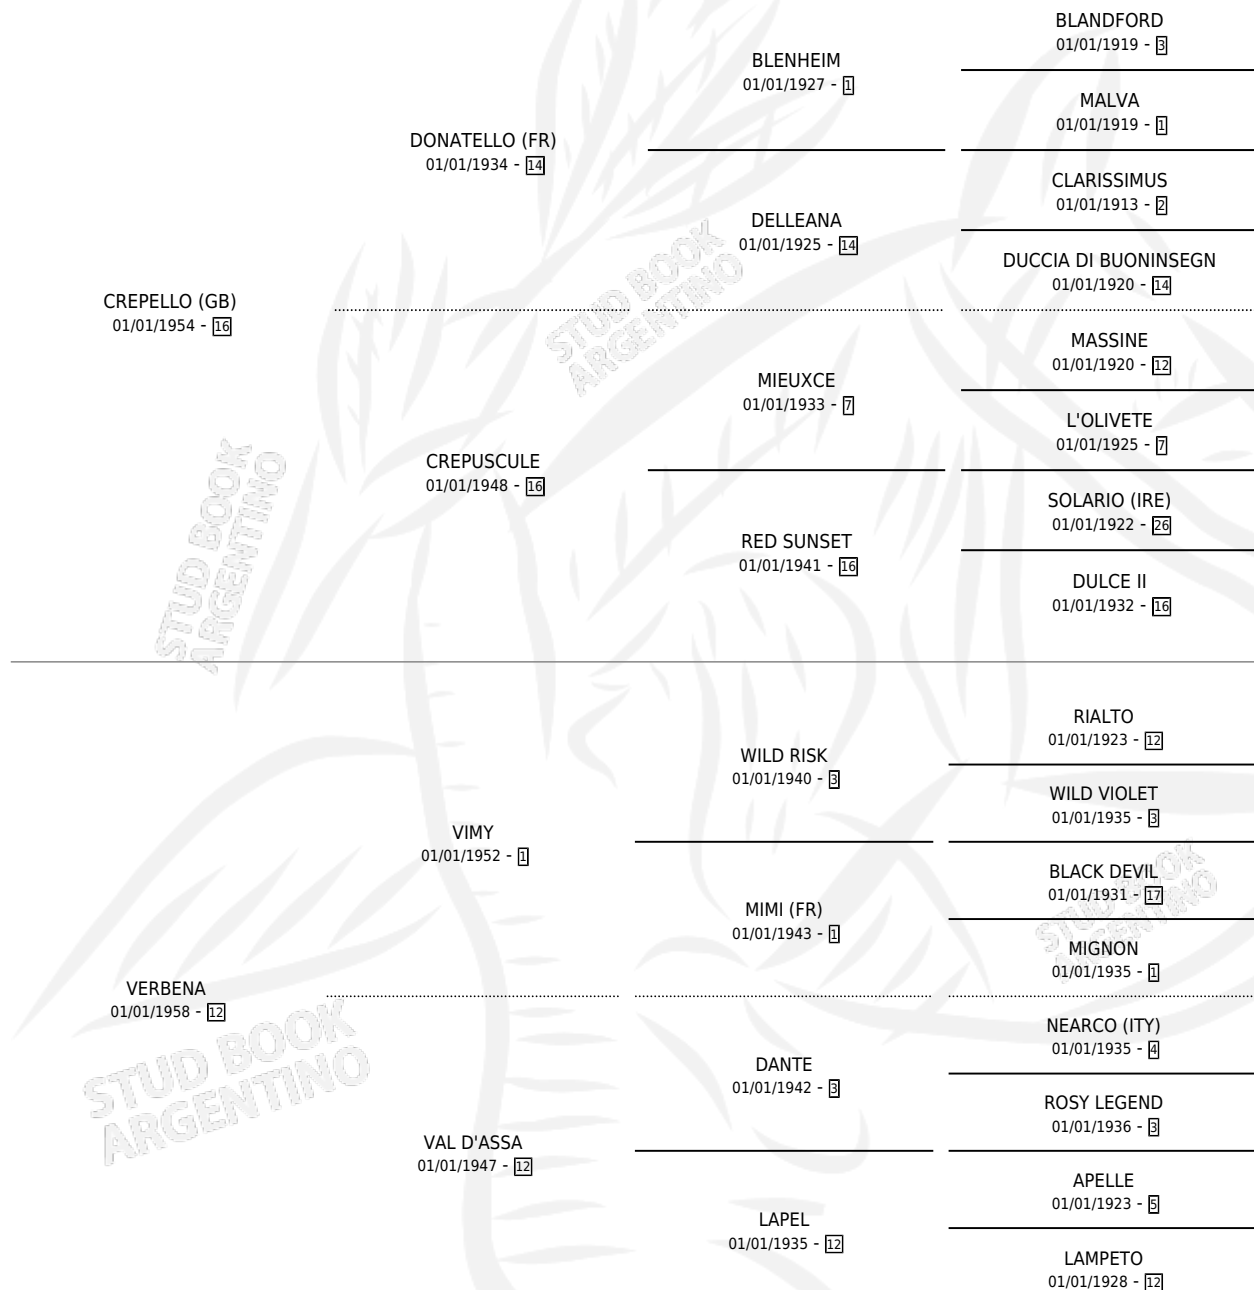 BLANDFORD
01/01/1919 - 3
BLENHEIM
01/01/1927 - 1
MALVA
01/01/1919 - 1
DONATELLO (FR)
01/01/1934 - 14
CLARISSIMUS
01/01/1913 - 2
DELLEANA
01/01/1925 - 14
DUCCIA DI BUONINSEGN
01/01/1920 - 14
CREPELLO (GB)
01/01/1954 - 16
STUD BOOK
ARGENTINO
MASSINE
01/01/1920 - 12
MIEUXCE
01/01/1933 - 7
L'OLIVETE
01/01/1925 - 7
CREPUSCULE
01/01/1948 - 16
SOLARIO (IRE)
01/01/1922 - 26
RED SUNSET
01/01/1941 - 16
DULCE II
01/01/1932 - 16
STUD BOOK
ARGENTINO
RIALTO
01/01/1923 - 12
WILD RISK
01/01/1940 - 3
WILD VIOLET
01/01/1935 - 3
VIMY
01/01/1952 - 1
BLACK DEVIL
01/01/1931 - 17
MIMI (FR)
01/01/1943 - 1
STUD BOOK
ARGENTINO
MIGNON
01/01/1935 - 1
VERBENA
01/01/1958 - 12
STUD BOOK
ARGENTINO
NEARCO (ITY)
01/01/1935 - 4
DANTE
01/01/1942 - 3
ROSY LEGEND
01/01/1936 - 3
VAL D'ASSA
01/01/1947 - 12
APELLE
01/01/1923 - 5
LAPEL
01/01/1935 - 12
LAMPETO
01/01/1928 - 12